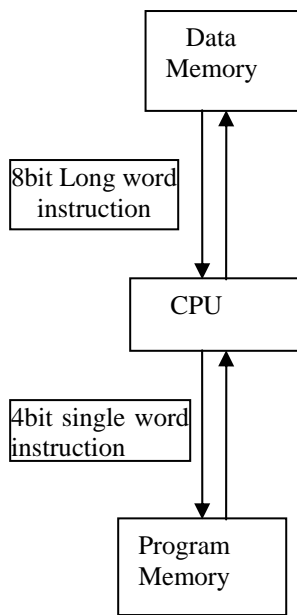 Data
Memory
8bit Long word
instruction
CPU
4bit single word
instruction
Program
Memory